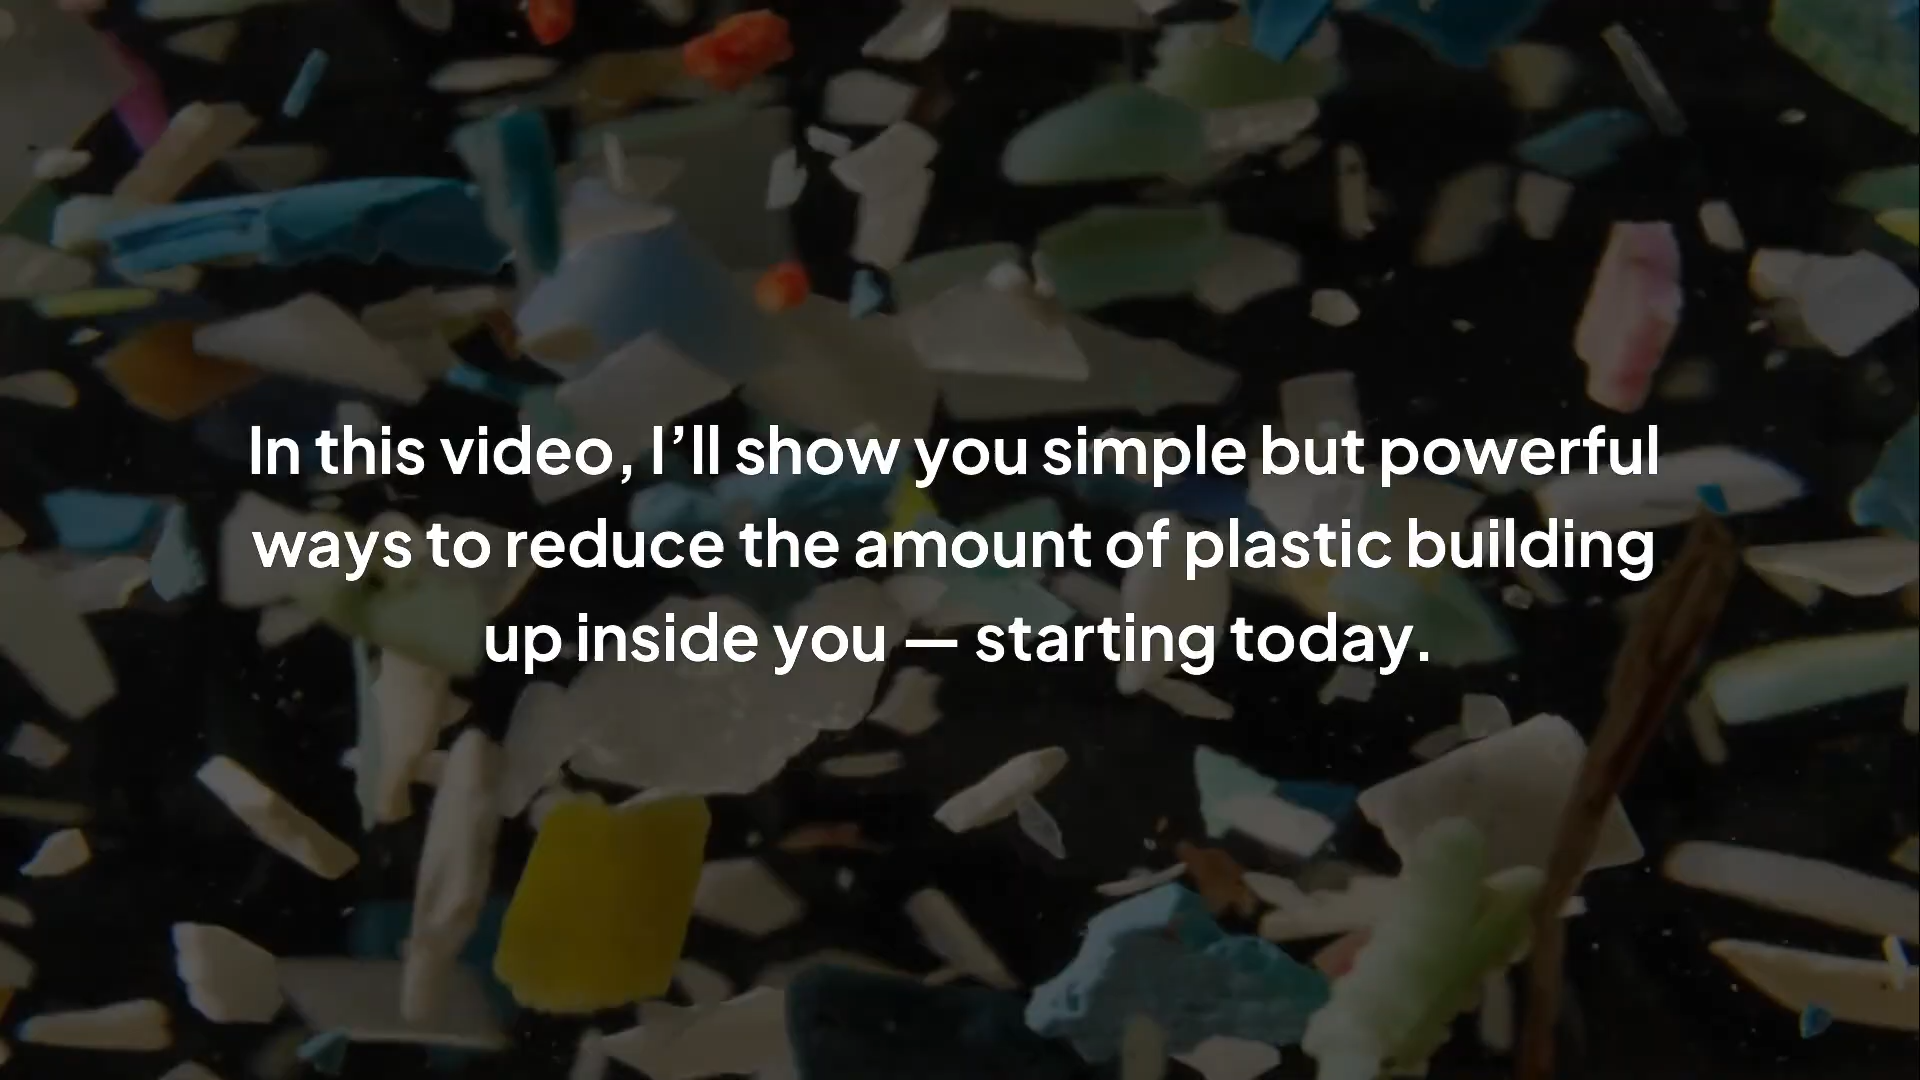 In this video, I’ll show you simple but powerful
ways to reduce the amount of plastic building
up inside you — starting today.